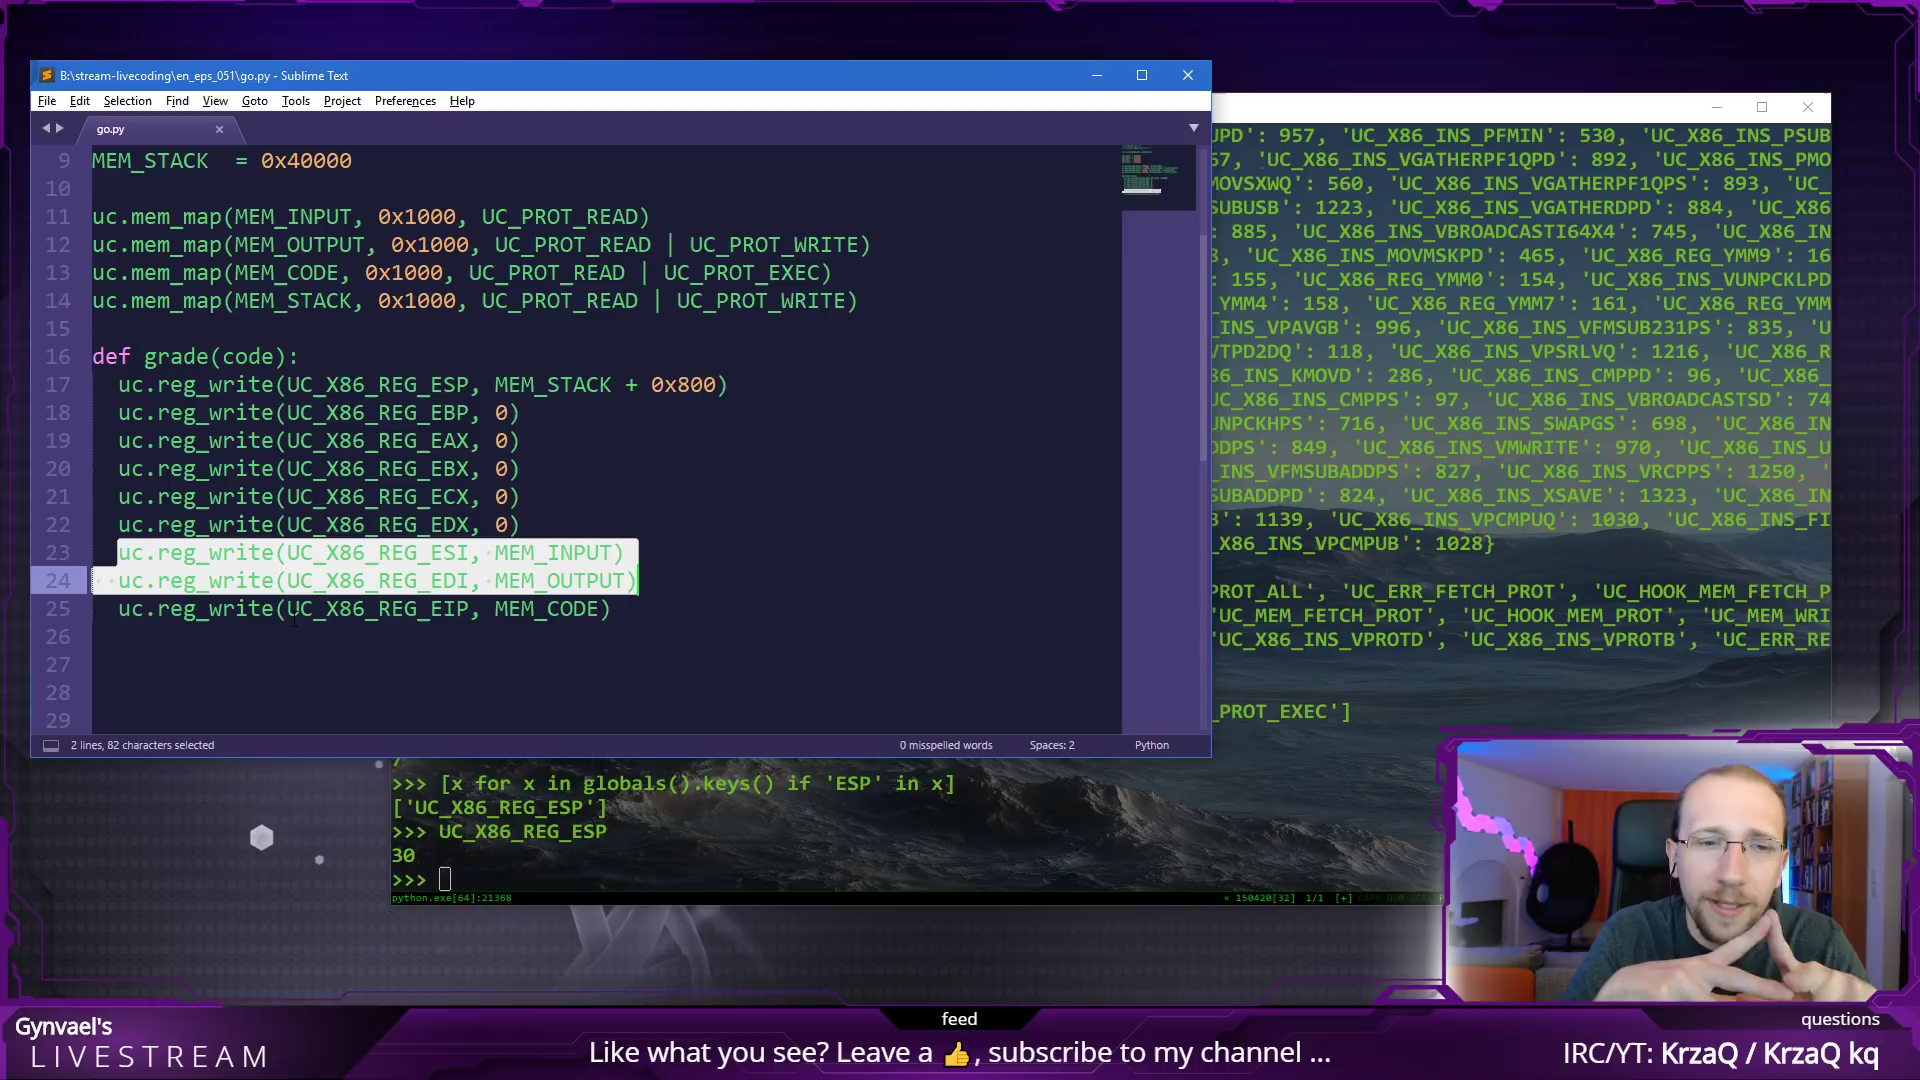 B:\stream-livecoding\en_eps_051\go.py - Sublime Text
File Edit Selection Find View Goto Tools Project Preferences Help
go.py
9 MEM_STACK = 0x40000
10
11 uc.mem_map(MEM_INPUT, 0x1000, UC_PROT_READ)
12 uc.mem_map(MEM_OUTPUT, 0x1000, UC_PROT_READ | UC_PROT_WRITE)
13 uc.mem_map(MEM_CODE, 0x1000, UC_PROT_READ | UC_PROT_EXEC)
14 uc.mem_map(MEM_STACK, 0x1000, UC_PROT_READ | UC_PROT_WRITE)
15
16 def grade(code):
17 uc.reg_write(UC_X86_REG_ESP, MEM_STACK + 0x800)
18 uc.reg_write(UC_X86_REG_EBP, 0)
19 uc.reg_write(UC_X86_REG_EAX, 0)
20 uc.reg_write(UC_X86_REG_EBX, 0)
21 uc.reg_write(UC_X86_REG_ECX, 0)
22 uc.reg_write(UC_X86_REG_EDX, 0)
23 uc.reg_write(UC_X86_REG_ESI, MEM_INPUT)
24 uc.reg_write(UC_X86_REG_EDI, MEM_OUTPUT)
25 uc.reg_write(UC_X86_REG_EIP, MEM_CODE)
26
27
28
29
2 lines, 82 characters selected 0 misspelled words Spaces: 2 Python
UPD': 957, 'UC_X86_INS_PFMIN': 530, 'UC_X86_INS_PSUB
67, 'UC_X86_INS_VGATHERPF1QPD': 892, 'UC_X86_INS_PMO
MOVSXWQ': 560, 'UC_X86_INS_VGATHERPF1QPS': 893, 'UC_
SUBUSB': 1223, 'UC_X86_INS_VGATHERDPD': 884, 'UC_X86
: 885, 'UC_X86_INS_VBROADCASTI64X4': 745, 'UC_X86_IN
3, 'UC_X86_INS_MOVMSKPD': 465, 'UC_X86_REG_YMM9': 16
: 155, 'UC_X86_REG_YMM0': 154, 'UC_X86_INS_VUNPCKLPD
_YMM4': 158, 'UC_X86_REG_YMM7': 161, 'UC_X86_REG_YMM
_INS_VPAVGB': 996, 'UC_X86_INS_VFMSUB231PS': 835, 'U
VTPD2DQ': 118, 'UC_X86_INS_VPSRLVQ': 1216, 'UC_X86_R
86_INS_KMOVD': 286, 'UC_X86_INS_CMPPD': 96, 'UC_X86_
UC_X86_INS_CMPPS': 97, 'UC_X86_INS_VBROADCASTSD': 74
UNPCKHPS': 716, 'UC_X86_INS_SWAPGS': 698, 'UC_X86_IN
DDPS': 849, 'UC_X86_INS_VMWRITE': 970, 'UC_X86_INS_U
_INS_VFMSUBADDPS': 827, 'UC_X86_INS_VRCPPS': 1250, '
SUBADDPD': 824, 'UC_X86_INS_XSAVE': 1323, 'UC_X86_IN
B': 1139, 'UC_X86_INS_VPCMPUQ': 1030, 'UC_X86_INS_FI
_X86_INS_VPCMPUB': 1028}
PROT_ALL', 'UC_ERR_FETCH_PROT', 'UC_HOOK_MEM_FETCH_P
'UC_MEM_FETCH_PROT', 'UC_HOOK_MEM_PROT', 'UC_MEM_WRI
'UC_X86_INS_VPROTD', 'UC_X86_INS_VPROTB', 'UC_ERR_RE
_PROT_EXEC']
>>> [x for x in globals().keys() if 'ESP' in x]
['UC_X86_REG_ESP']
>>> UC_X86_REG_ESP
30
>>>
python.exe[64]:21368 « 150420[32] 1/1 [+]
Gynvael's
LIVESTREAM
feed
Like what you see? Leave a 👍, subscribe to my channel ...
questions
IRC/YT: KrzaQ / KrzaQ kq